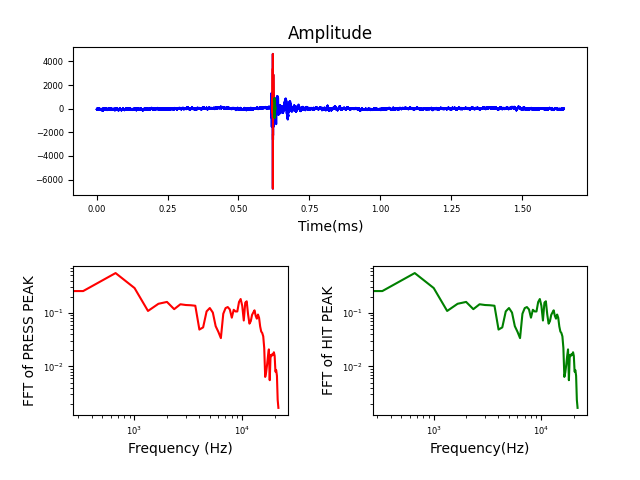 Amplitude
4000
2000
0
−2000
−4000
−6000
0.00 0.25 0.50 0.75 1.00 1.25 1.50
Time(ms)
FFT of PRESS PEAK
10⁻¹
10⁻²
10³ 10⁴
Frequency (Hz)
FFT of HIT PEAK
10⁻¹
10⁻²
10³ 10⁴
Frequency(Hz)